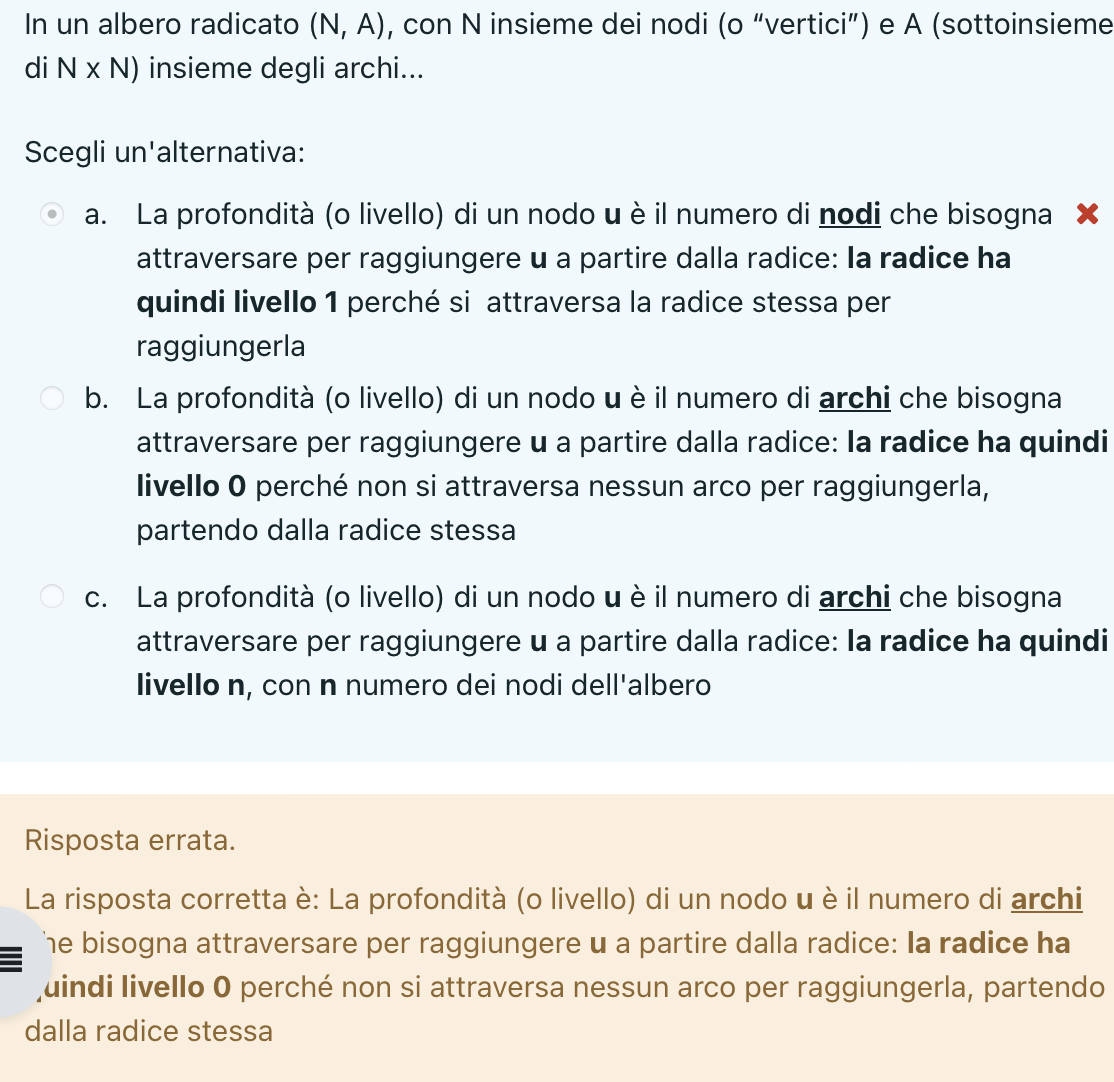 In un albero radicato (N, A), con N insieme dei nodi (o “vertici”) e A (sottoinsieme
di N x N) insieme degli archi...
Scegli un'alternativa:
a. La profondità (o livello) di un nodo u è il numero di nodi che bisogna
attraversare per raggiungere u a partire dalla radice: la radice ha
quindi livello 1 perché si attraversa la radice stessa per
raggiungerla
b. La profondità (o livello) di un nodo u è il numero di archi che bisogna
attraversare per raggiungere u a partire dalla radice: la radice ha quindi
livello 0 perché non si attraversa nessun arco per raggiungerla,
partendo dalla radice stessa
c. La profondità (o livello) di un nodo u è il numero di archi che bisogna
attraversare per raggiungere u a partire dalla radice: la radice ha quindi
livello n, con n numero dei nodi dell'albero
Risposta errata.
La risposta corretta è: La profondità (o livello) di un nodo u è il numero di archi
he bisogna attraversare per raggiungere u a partire dalla radice: la radice ha
uindi livello 0 perché non si attraversa nessun arco per raggiungerla, partendo
dalla radice stessa